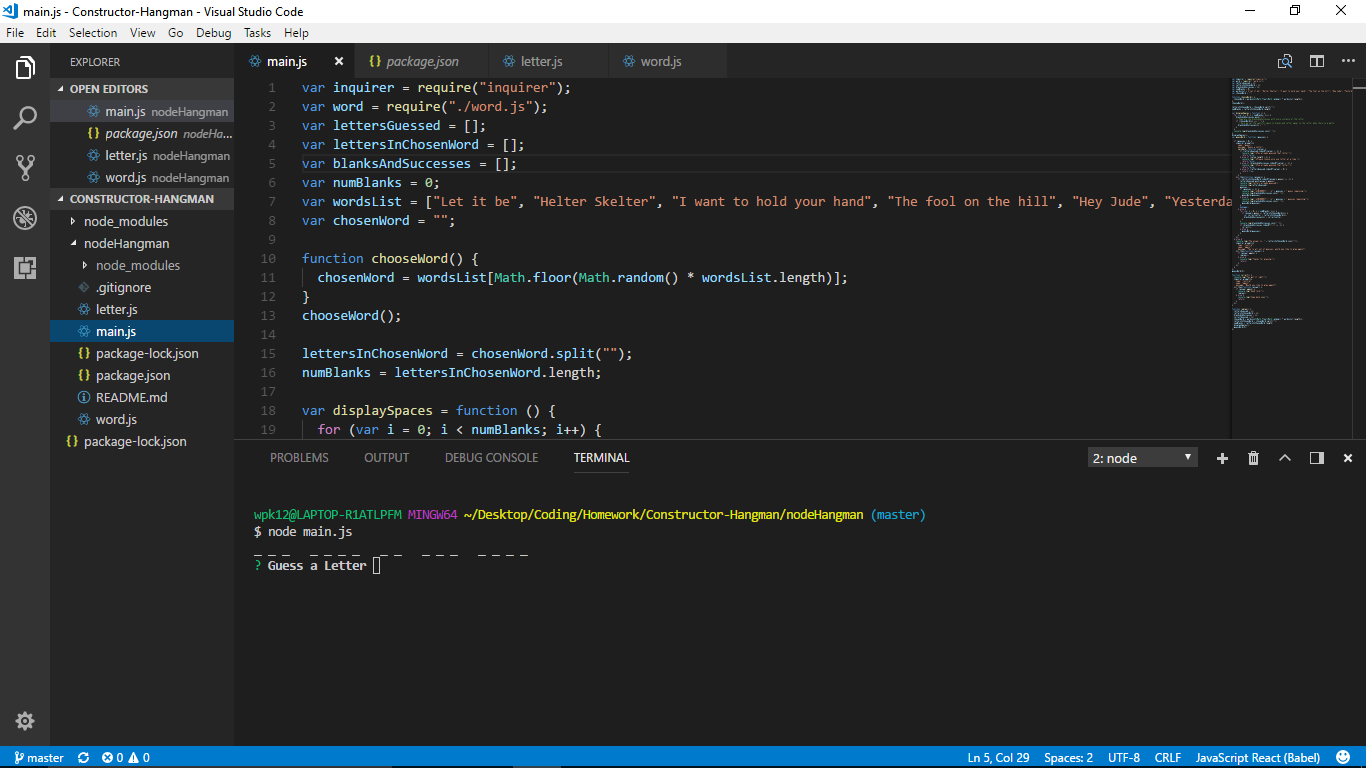 main.js - Constructor-Hangman - Visual Studio Code
File Edit Selection View Go Debug Tasks Help
EXPLORER
OPEN EDITORS
main.js nodeHangman
package.json nodeHa...
letter.js nodeHangman
word.js nodeHangman
CONSTRUCTOR-HANGMAN
node_modules
nodeHangman
node_modules
.gitignore
letter.js
main.js
package-lock.json
package.json
README.md
word.js
package-lock.json
main.js package.json letter.js word.js
1 var inquirer = require("inquirer");
2 var word = require("./word.js");
3 var lettersGuessed = [];
4 var lettersInChosenWord = [];
5 var blanksAndSuccesses = [];
6 var numBlanks = 0;
7 var wordsList = ["Let it be", "Helter Skelter", "I want to hold your hand", "The fool on the hill", "Hey Jude", "Yesterda
8 var chosenWord = "";
9
10 function chooseWord() {
11 chosenWord = wordsList[Math.floor(Math.random() * wordsList.length)];
12 }
13 chooseWord();
14
15 lettersInChosenWord = chosenWord.split("");
16 numBlanks = lettersInChosenWord.length;
17
18 var displaySpaces = function () {
19 for (var i = 0; i < numBlanks; i++) {
PROBLEMS OUTPUT DEBUG CONSOLE TERMINAL 2: node
wpk12@LAPTOP-R1ATLPFM MINGW64 ~/Desktop/Coding/Homework/Constructor-Hangman/nodeHangman (master)
$ node main.js
_ _ _   _ _ _ _   _ _   _ _ _   _ _ _ _
? Guess a Letter
master 0 0 Ln 5, Col 29 Spaces: 2 UTF-8 CRLF JavaScript React (Babel)